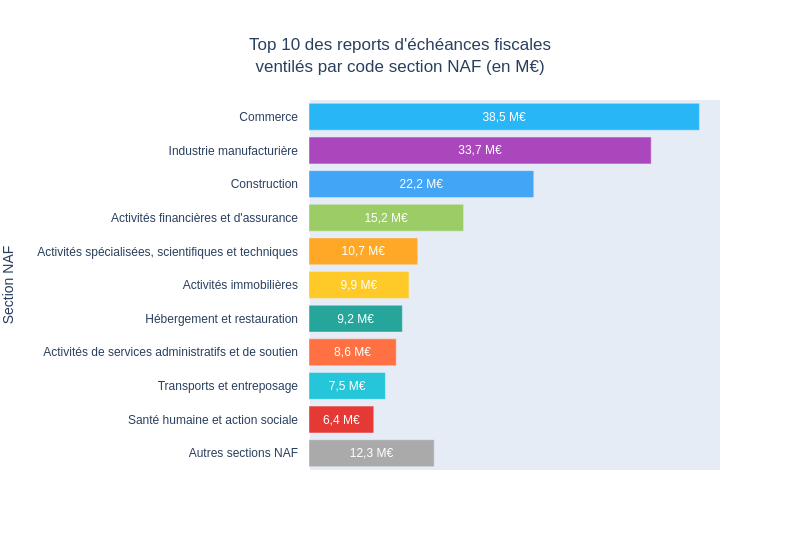 Top 10 des reports d'échéances fiscales
ventilés par code section NAF (en M€)
Section NAF
Commerce 38,5 M€
Industrie manufacturière 33,7 M€
Construction 22,2 M€
Activités financières et d'assurance 15,2 M€
Activités spécialisées, scientifiques et techniques 10,7 M€
Activités immobilières 9,9 M€
Hébergement et restauration 9,2 M€
Activités de services administratifs et de soutien 8,6 M€
Transports et entreposage 7,5 M€
Santé humaine et action sociale 6,4 M€
Autres sections NAF 12,3 M€